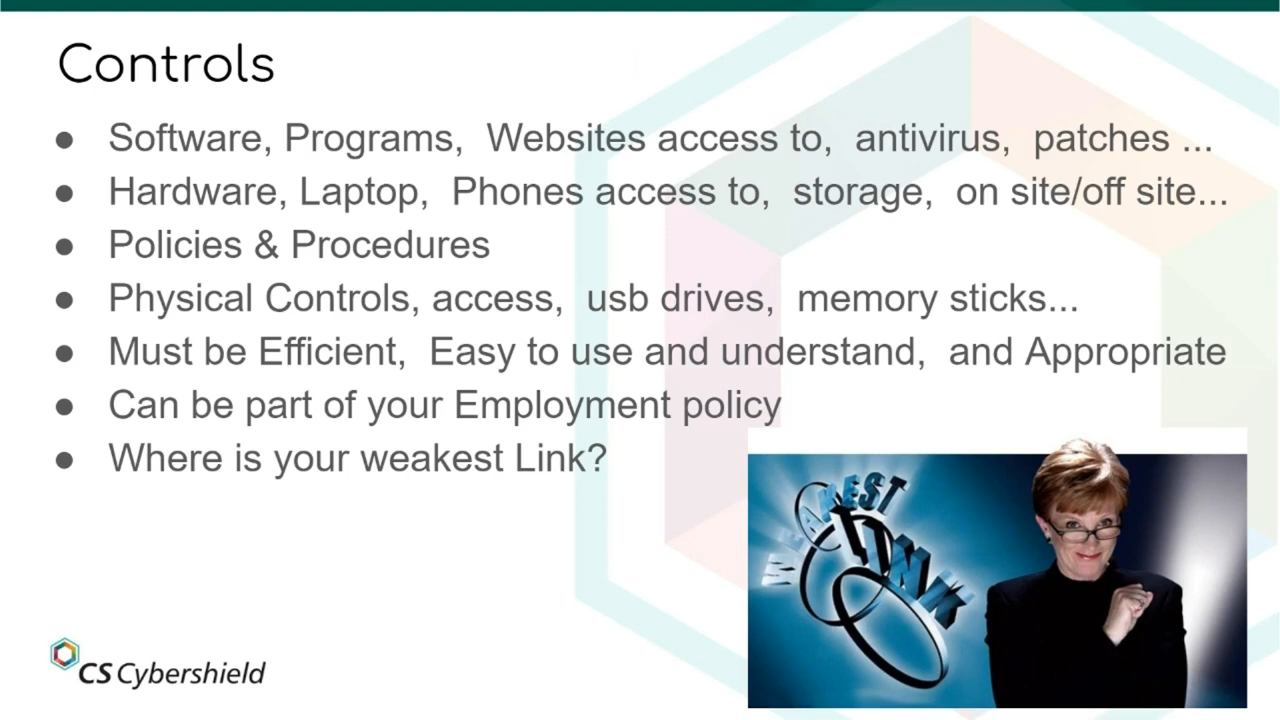 Controls
● Software, Programs, Websites access to, antivirus, patches ...
● Hardware, Laptop, Phones access to, storage, on site/off site...
● Policies & Procedures
● Physical Controls, access, usb drives, memory sticks...
● Must be Efficient, Easy to use and understand, and Appropriate
● Can be part of your Employment policy
● Where is your weakest Link?
WEAKEST
LINK
CS Cybershield